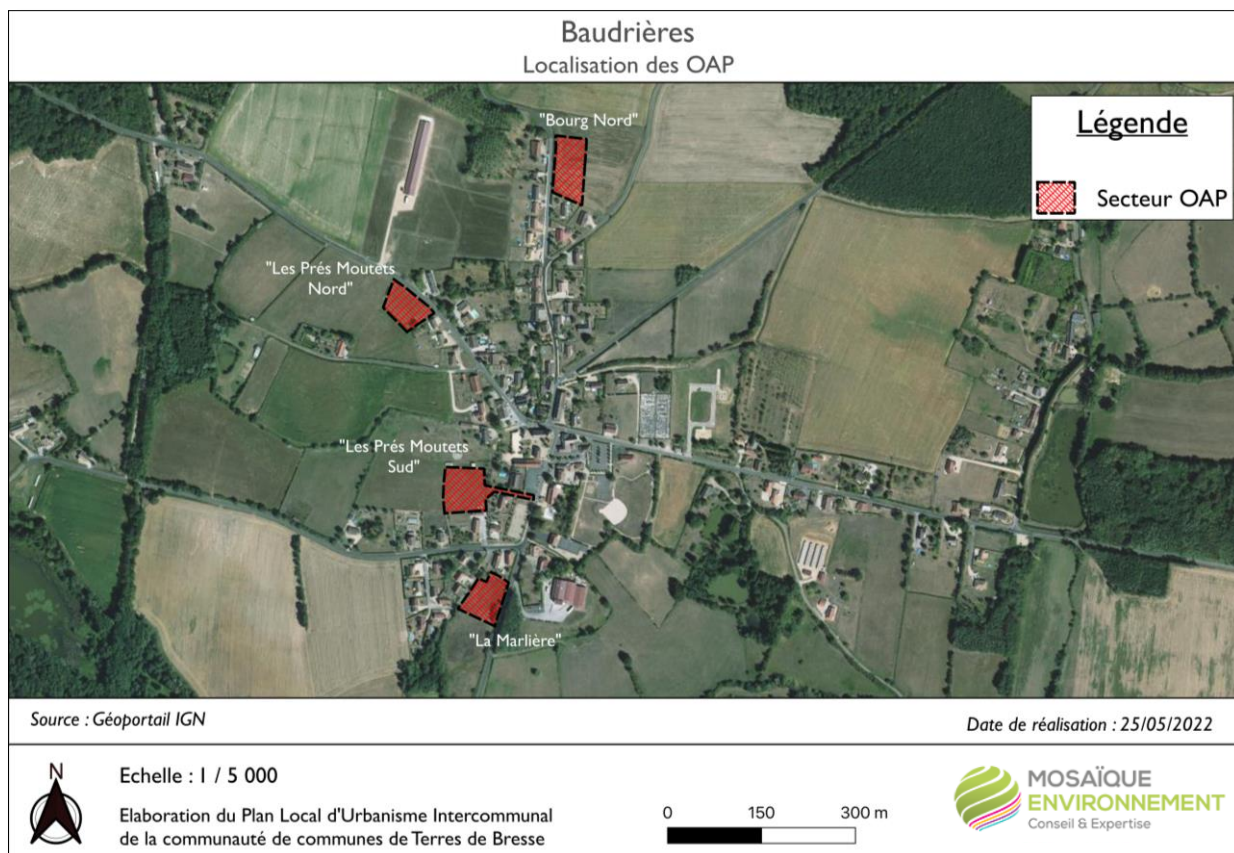 Baudrières
Localisation des OAP
"Bourg Nord"
Légende
Secteur OAP
"Les Prés Moutets
Nord"
"Les Prés Moutets
Sud"
"La Marlière"
Source : Géoportail IGN
Date de réalisation : 25/05/2022
N
Echelle : 1 / 5 000
Elaboration du Plan Local d'Urbanisme Intercommunal
de la communauté de communes de Terres de Bresse
0 150 300 m
MOSAÏQUE
ENVIRONNEMENT
Conseil & Expertise